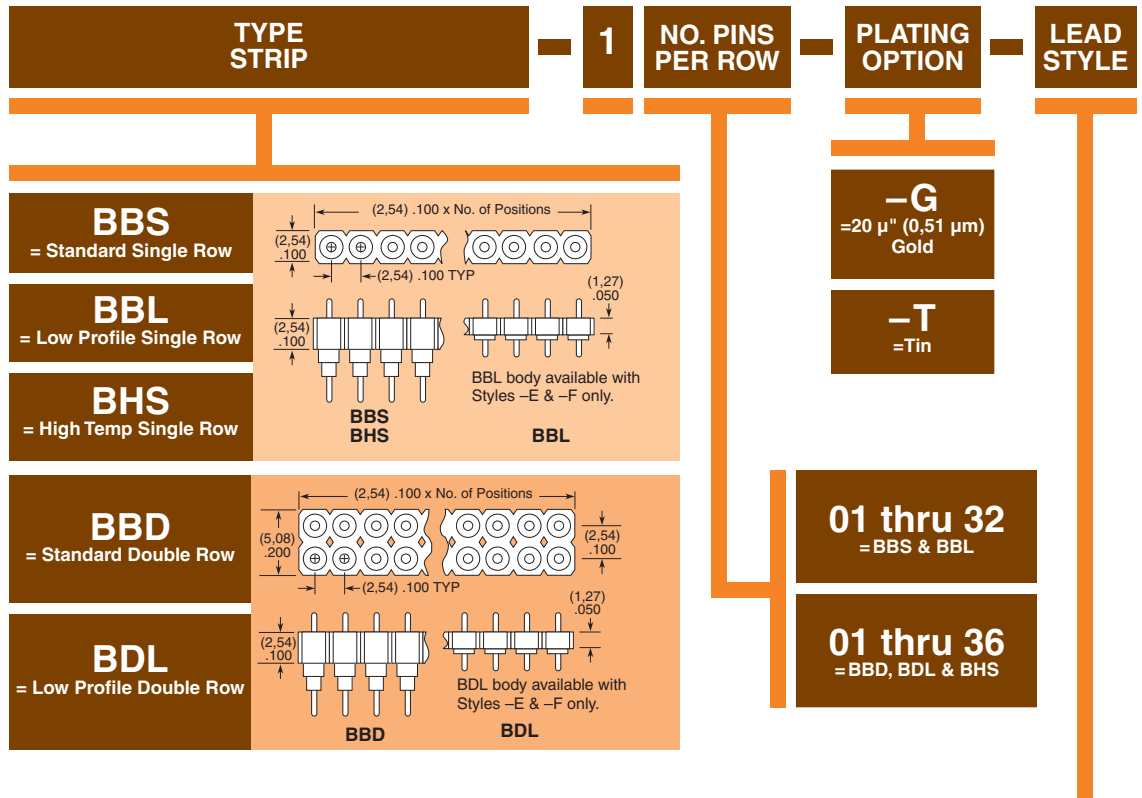 TYPE
STRIP
1
NO. PINS
PER ROW
PLATING
OPTION
LEAD
STYLE
BBS
= Standard Single Row
BBL
= Low Profile Single Row
BHS
= High Temp Single Row
(2,54) .100 x No. of Positions
(2,54)
.100
(2,54) .100 TYP
(1,27)
.050
(2,54)
.100
BBL body available with
Styles –E & –F only.
BBS
BHS
BBL
–G
=20 µ" (0,51 µm)
Gold
–T
=Tin
BBD
= Standard Double Row
BDL
= Low Profile Double Row
(2,54) .100 x No. of Positions
(5,08)
.200
(2,54)
.100
(2,54) .100 TYP
(1,27)
.050
(2,54)
.100
BDL body available with
Styles –E & –F only.
BBD
BDL
01 thru 32
=BBS & BBL
01 thru 36
=BBD, BDL & BHS